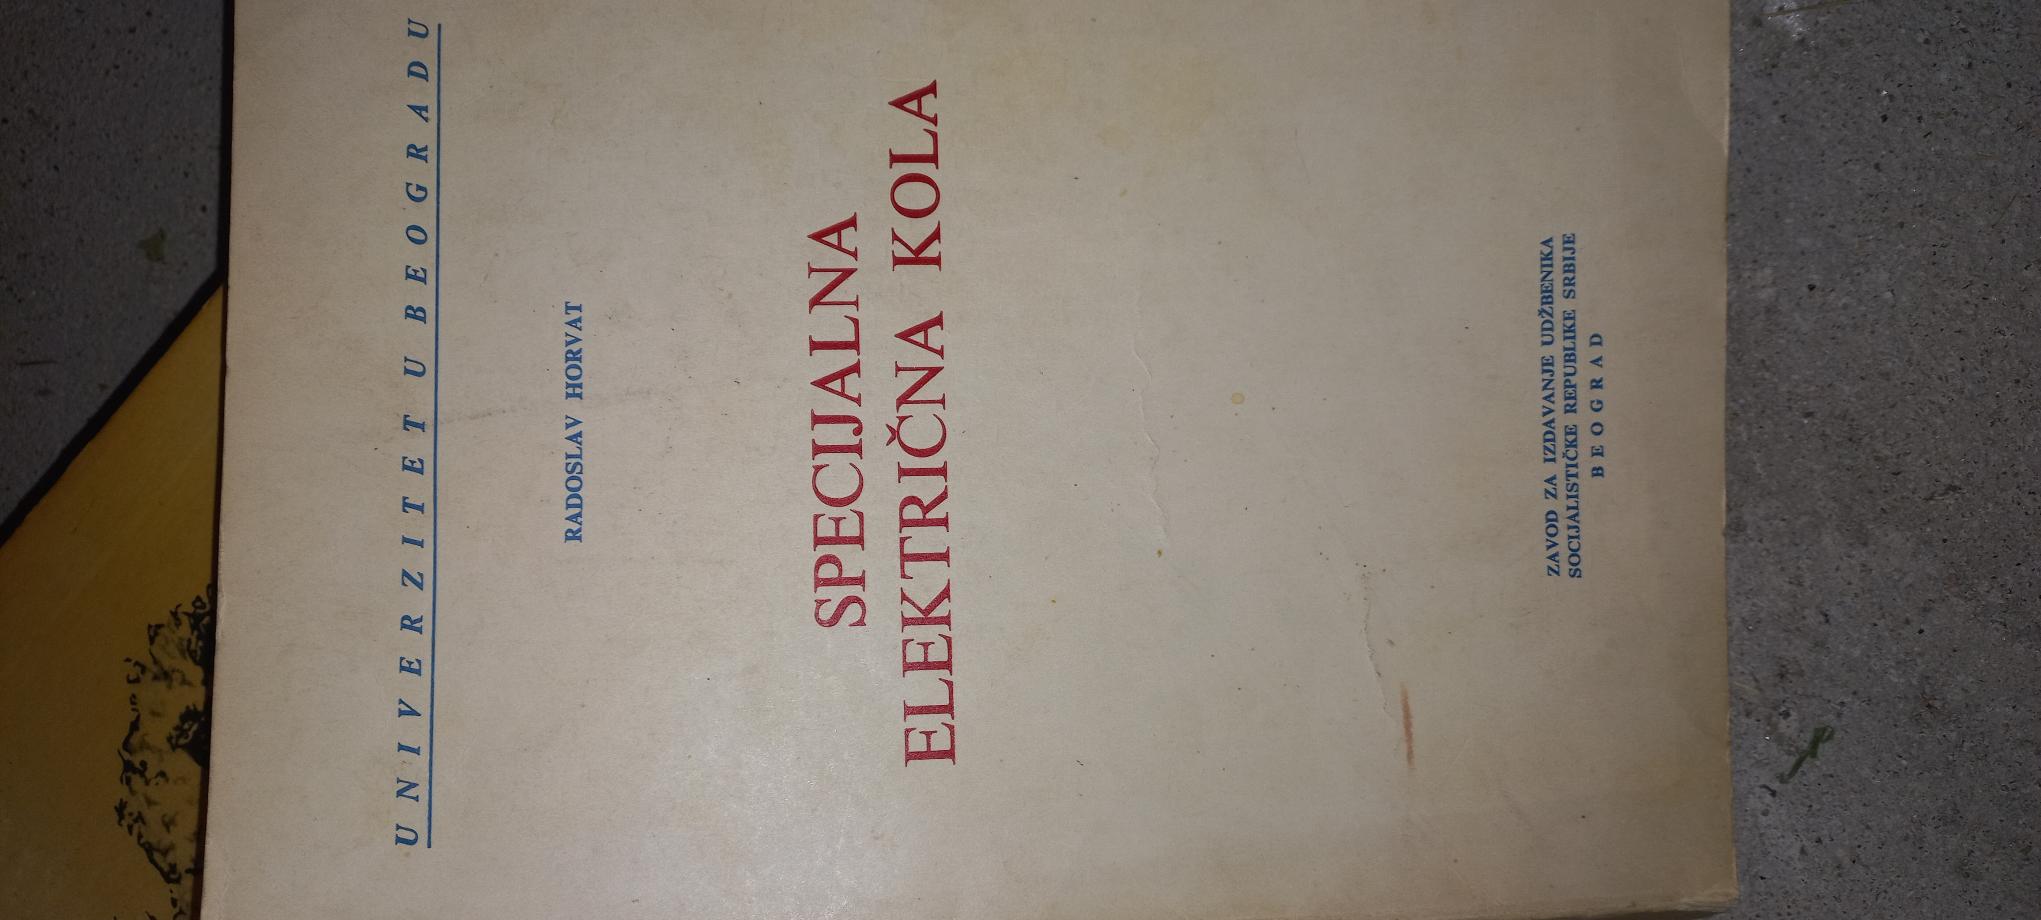 UNIVERZITET U BEOGRADU
RADOSLAV HORVAT
SPECIJALNA
ELEKTRIČNA KOLA
ZAVOD ZA IZDAVANJE UDŽBENIKA
SOCIJALISTIČKE REPUBLIKE SRBIJE
BEOGRAD